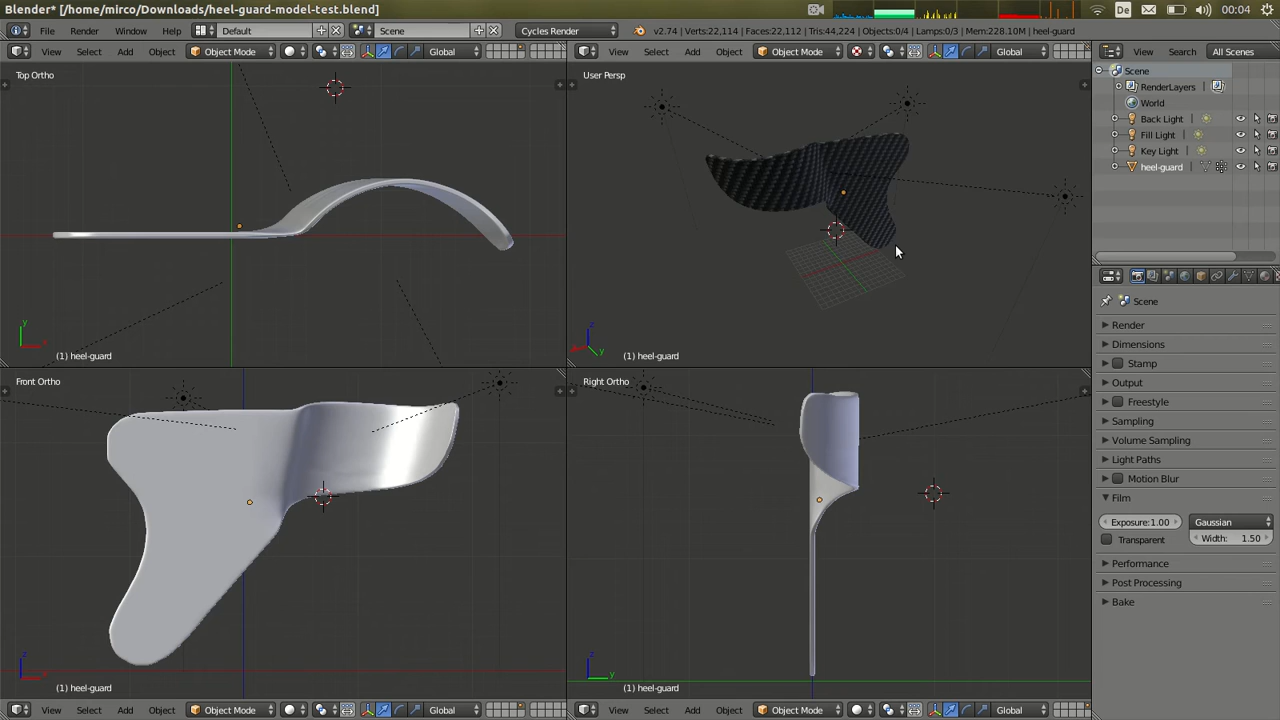 Blender* [/home/mirco/Downloads/heel-guard-model-test.blend]
De
00:04
File Render Window Help
Default
Scene
Cycles Render
v2.74 | Verts:22,114 | Faces:22,112 | Tris:44,224 | Objects:0/4 | Lamps:0/3 | Mem:228.10M | heel-guard
View Select Add Object Object Mode Global
View Select Add Object Object Mode Global
View Search All Scenes
Top Ortho
User Persp
Scene
RenderLayers
World
Back Light
Fill Light
Key Light
heel-guard
y
x
(1) heel-guard
z
x
y
(1) heel-guard
Front Ortho
Right Ortho
Scene
Render
Dimensions
Stamp
Output
Freestyle
Sampling
Volume Sampling
Light Paths
Motion Blur
Film
Exposure:1.00
Gaussian
Transparent
Width: 1.50
Performance
Post Processing
Bake
z
x
(1) heel-guard
z
y
(1) heel-guard
View Select Add Object Object Mode Global
View Select Add Object Object Mode Global